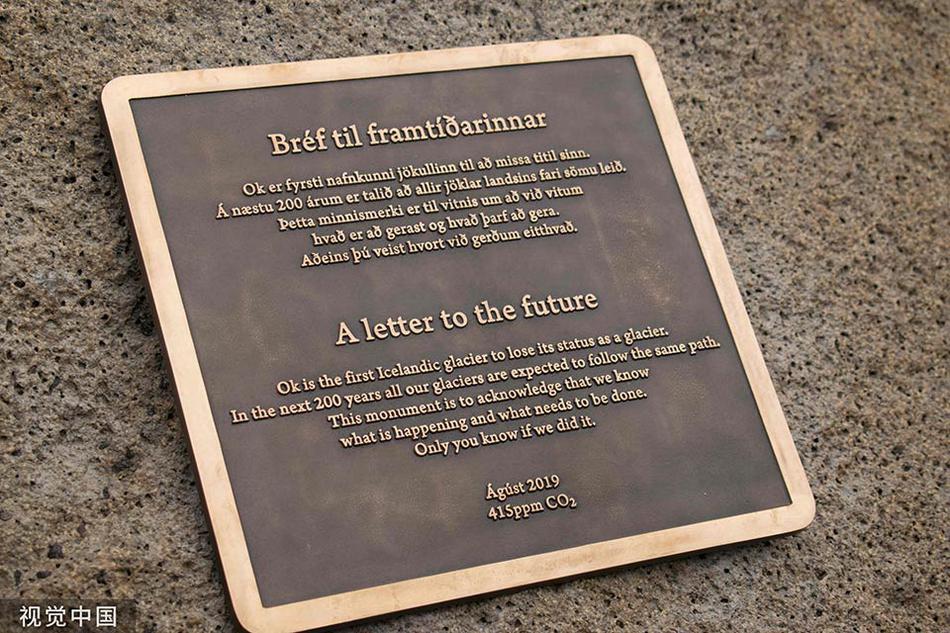 Bréf til framtíðarinnar
Ok er fyrsti nafnkunni jökullinn til að missa titil sinn.
Á næstu 200 árum er talið að allir jöklar landsins fari sömu leið.
Þetta minnismerki er til vitnis um að við vitum
hvað er að gerast og hvað þarf að gera.
Aðeins þú veist hvort við gerðum eitthvað.
A letter to the future
Ok is the first Icelandic glacier to lose its status as a glacier.
In the next 200 years all our glaciers are expected to follow the same path.
This monument is to acknowledge that we know
what is happening and what needs to be done.
Only you know if we did it.
Ágúst 2019
415ppm CO₂
视觉中国